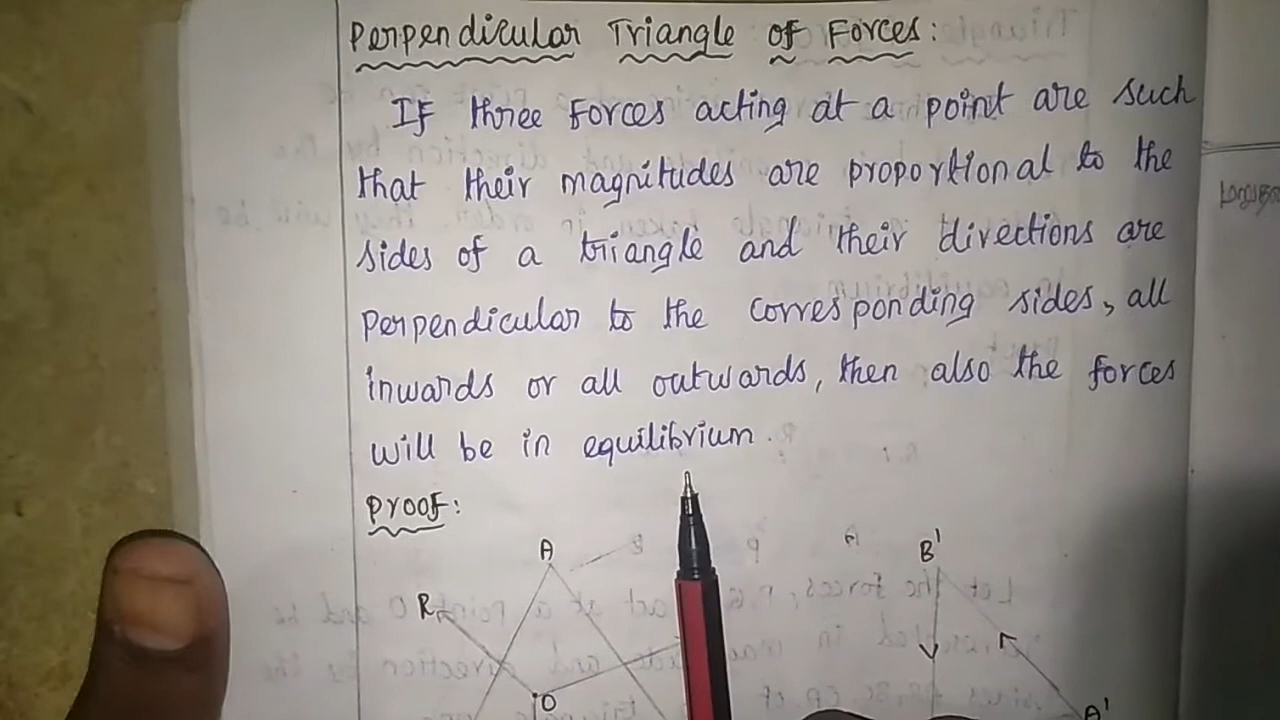 Perpendicular Triangle of Forces:
If three Forces acting at a point are such
that their magnitudes are proportional to the
sides of a triangle and their directions are
perpendicular to the corresponding sides, all
inwards or all outwards, then also the forces
will be in equilibrium.
Proof:
A
B'
R
O
A'